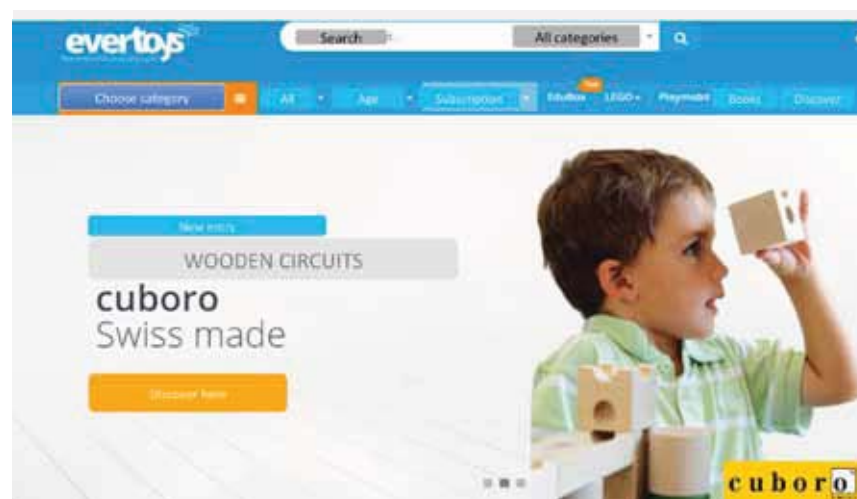 evertoys
Search
All categories
Choose category
All
Age
Subscription
EduBox
LEGO
Playmobil
Books
Discover
New entry
WOODEN CIRCUITS
cuboro
Swiss made
Discover here
cuboro